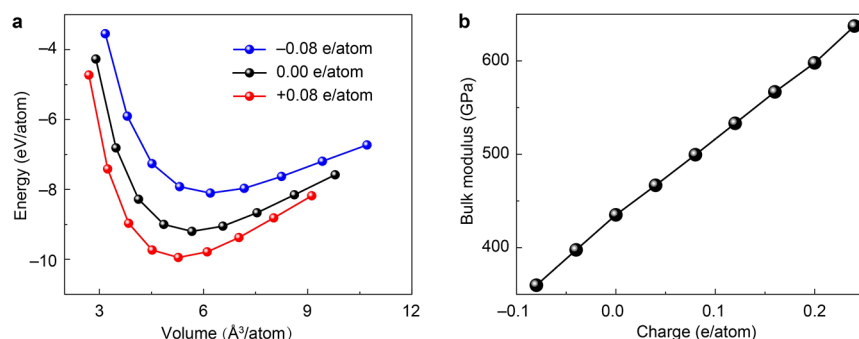 a
−4
−6
−8
−10
Energy (eV/atom)
3
6
9
12
Volume (Å³/atom)
−0.08 e/atom
0.00 e/atom
+0.08 e/atom
b
600
500
400
Bulk modulus (GPa)
−0.1
0.0
0.1
0.2
Charge (e/atom)